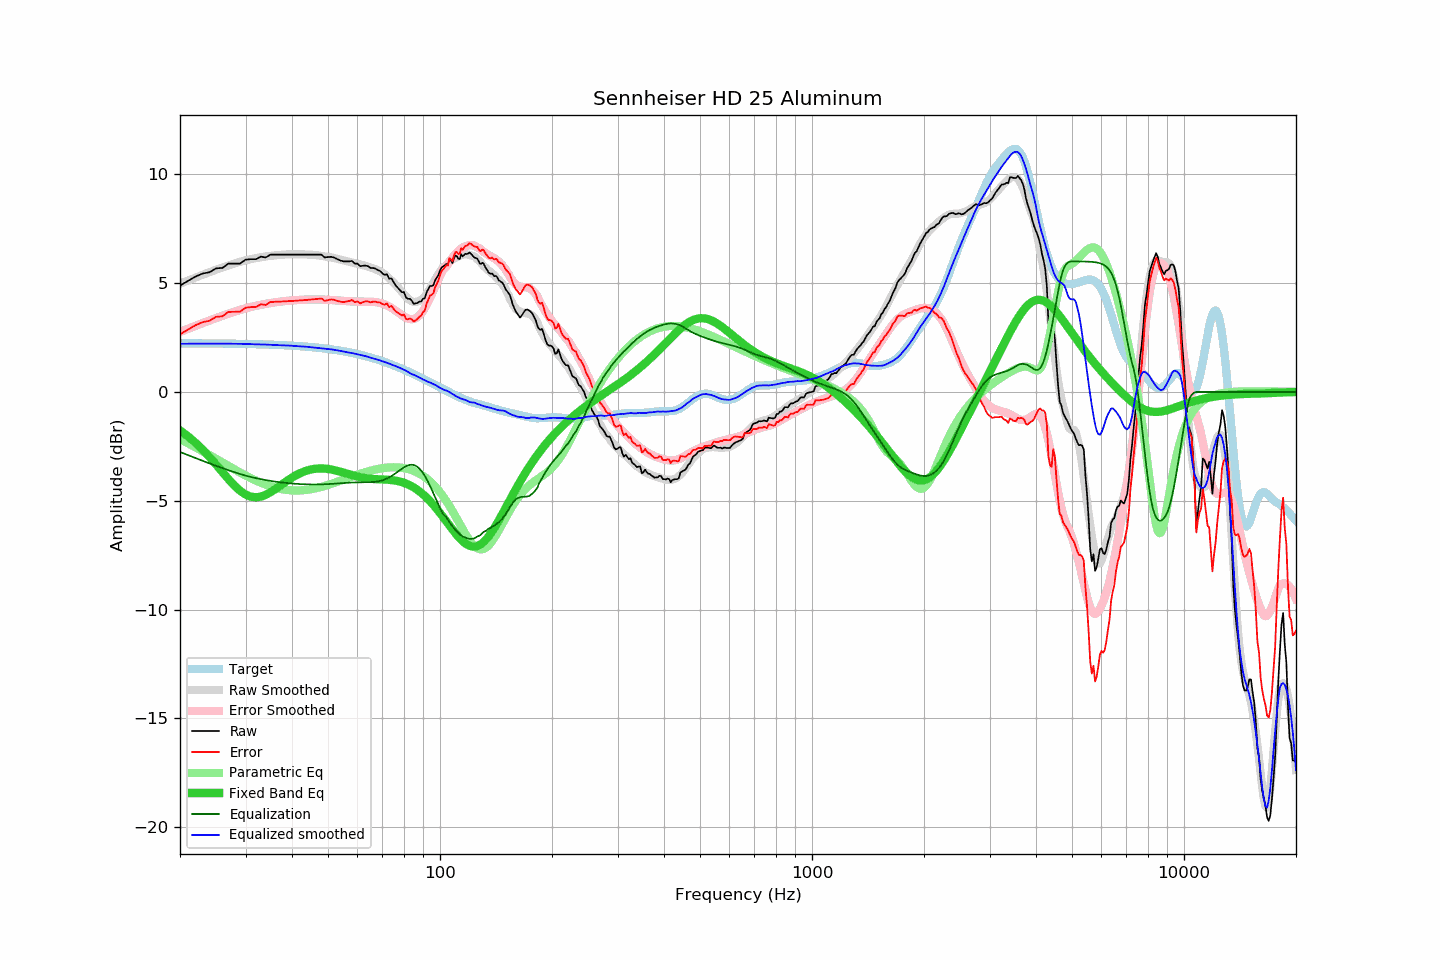 Sennheiser HD 25 Aluminum
Amplitude (dBr)
10
5
0
−5
−10
−15
−20
Target
Raw Smoothed
Error Smoothed
Raw
Error
Parametric Eq
Fixed Band Eq
Equalization
Equalized smoothed
100
1000
10000
Frequency (Hz)